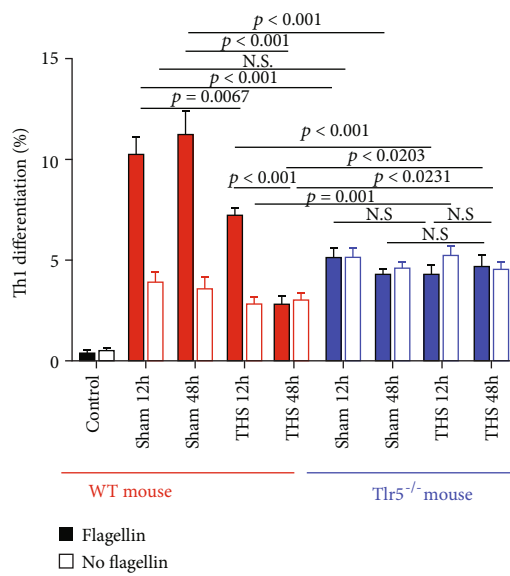 p < 0.001
p < 0.001
N.S.
p < 0.001
p = 0.0067
p < 0.001
p < 0.0203
p < 0.001
p < 0.0231
p = 0.001
N.S
N.S
N.S
Th1 differentiation (%)
15
10
5
0
Control
Sham 12h
Sham 48h
THS 12h
THS 48h
Sham 12h
Sham 48h
THS 12h
THS 48h
WT mouse
Tlr5-/- mouse
Flagellin
No flagellin